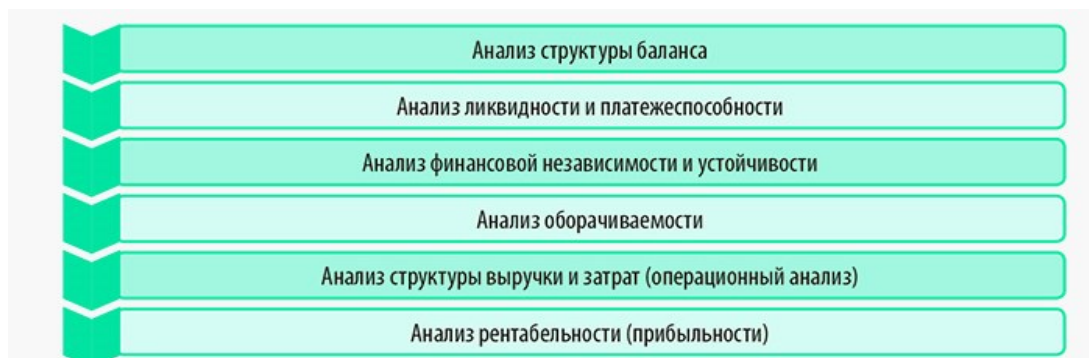 Анализ структуры баланса
Анализ ликвидности и платежеспособности
Анализ финансовой независимости и устойчивости
Анализ оборачиваемости
Анализ структуры выручки и затрат (операционный анализ)
Анализ рентабельности (прибыльности)